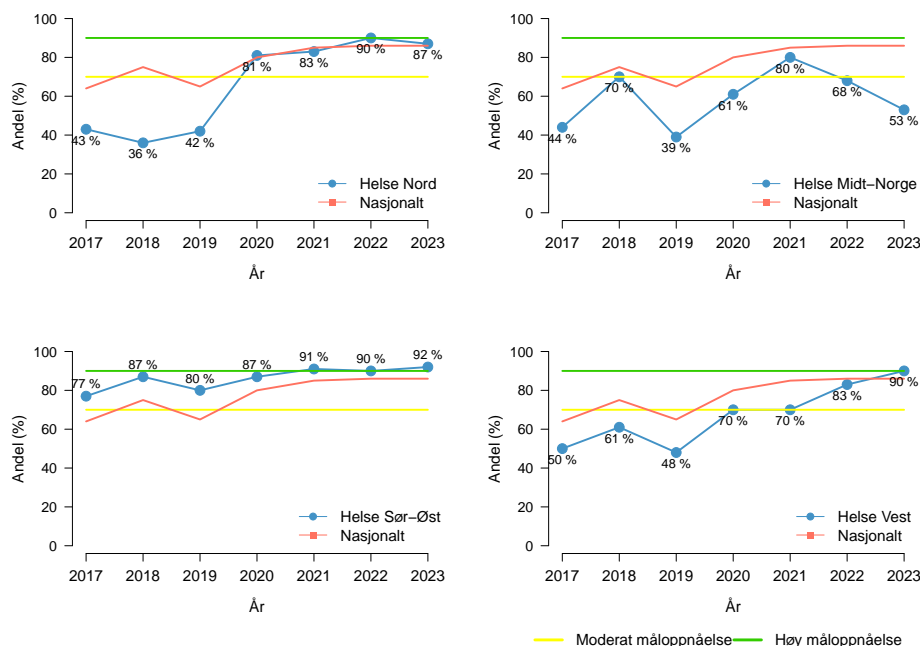 100
80
60
40
20
0
Andel (%)
43 %
36 %
42 %
81 %
83 %
90 %
87 %
Helse Nord
Nasjonalt
2017 2018 2019 2020 2021 2022 2023
År
100
80
60
40
20
0
Andel (%)
44 %
70 %
39 %
61 %
80 %
68 %
53 %
Helse Midt−Norge
Nasjonalt
2017 2018 2019 2020 2021 2022 2023
År
100
80
60
40
20
0
Andel (%)
77 %
87 %
80 %
87 %
91 %
90 %
92 %
Helse Sør−Øst
Nasjonalt
2017 2018 2019 2020 2021 2022 2023
År
100
80
60
40
20
0
Andel (%)
50 %
61 %
48 %
70 %
70 %
83 %
90 %
Helse Vest
Nasjonalt
2017 2018 2019 2020 2021 2022 2023
År
Moderat måloppnåelse Høy måloppnåelse